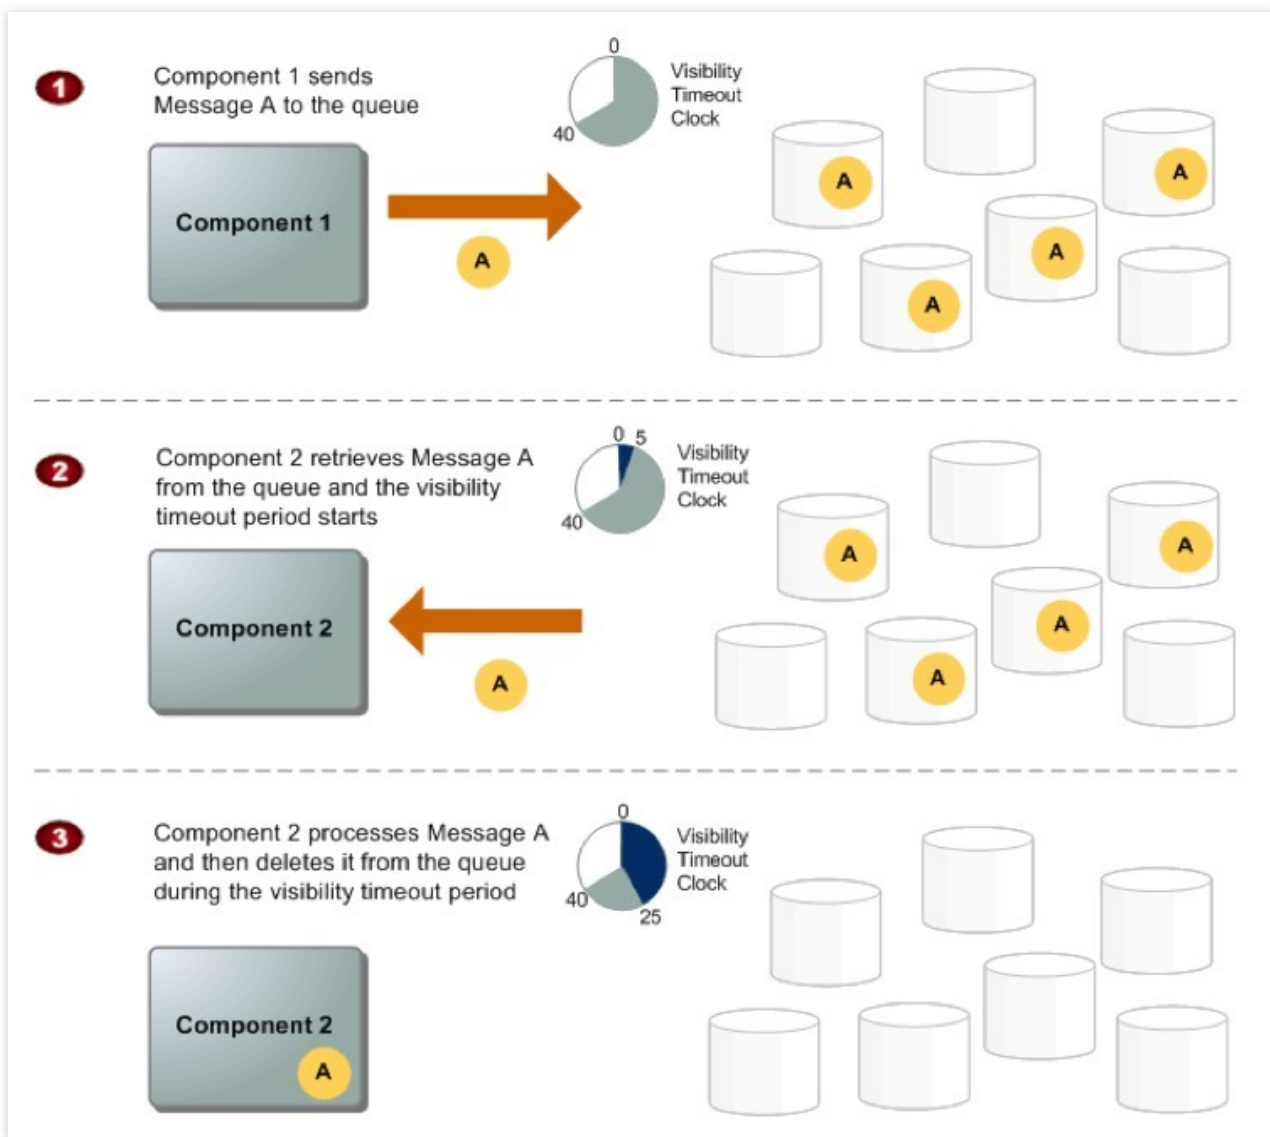 1
Component 1 sends
Message A to the queue
0
40
Visibility
Timeout
Clock
Component 1
A
A
A
A
A
2
Component 2 retrieves Message A
from the queue and the visibility
timeout period starts
0 5
40
Visibility
Timeout
Clock
Component 2
A
A
A
A
A
3
Component 2 processes Message A
and then deletes it from the queue
during the visibility timeout period
0
40
25
Visibility
Timeout
Clock
Component 2
A